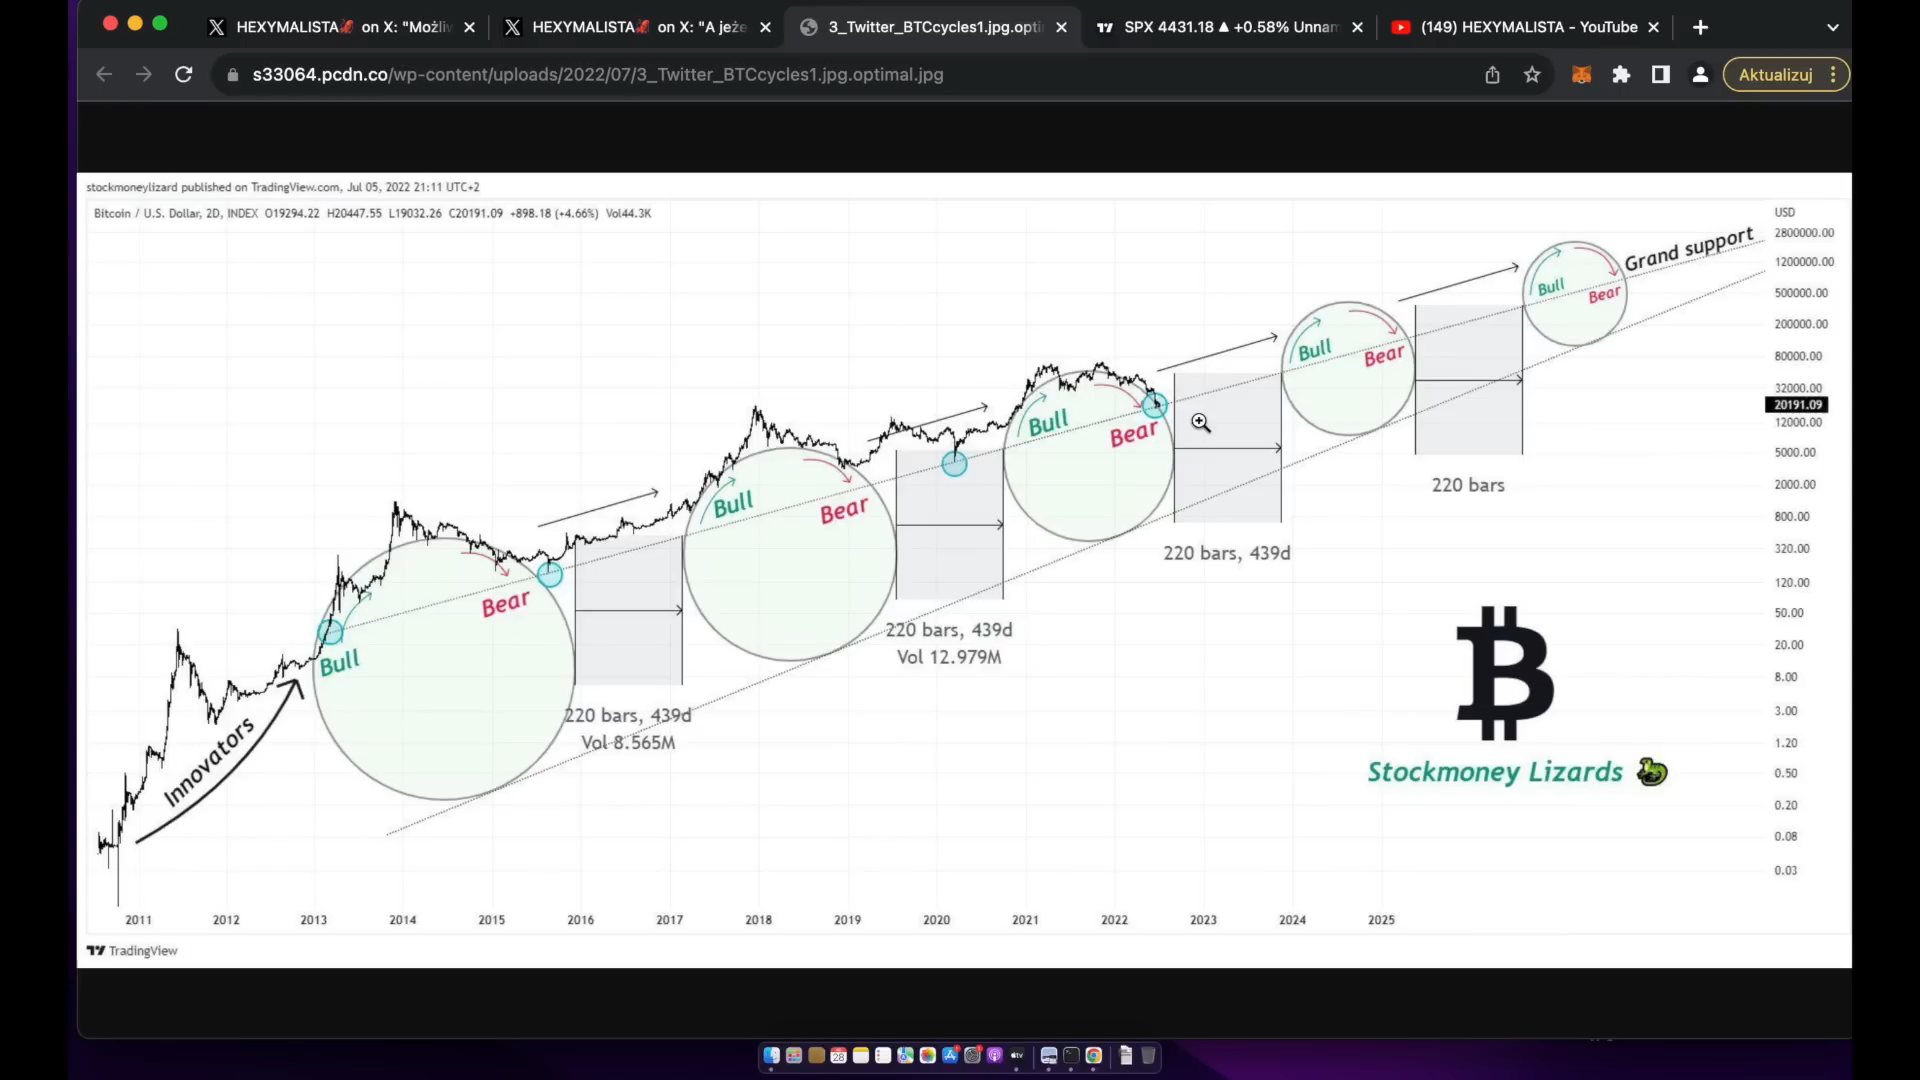 HEXYMALISTA on X: "Możliw
HEXYMALISTA on X: "A jeże
3_Twitter_BTCcycles1.jpg.opti
SPX 4431.18 ▲ +0.58% Unnam
(149) HEXYMALISTA - YouTube
s33064.pcdn.co/wp-content/uploads/2022/07/3_Twitter_BTCcycles1.jpg.optimal.jpg
Aktualizuj
stockmoneylizard published on TradingView.com, Jul 05, 2022 21:11 UTC+2
Bitcoin / U.S. Dollar, 2D, INDEX O19294.22 H20447.55 L19032.26 C20191.09 +898.18 (+4.66%) Vol44.3K
USD
2800000.00
1200000.00
500000.00
200000.00
80000.00
32000.00
20191.09
12000.00
5000.00
2000.00
800.00
320.00
120.00
50.00
20.00
8.00
3.00
1.20
0.50
0.20
0.08
0.03
Grand support
Bull
Bear
Bull
Bear
Bull
Bear
220 bars
220 bars, 439d
Bull
Bear
220 bars, 439d
Vol 12.979M
Bull
Bear
220 bars, 439d
Vol 8.565M
Innovators
Stockmoney Lizards
2011 2012 2013 2014 2015 2016 2017 2018 2019 2020 2021 2022 2023 2024 2025
TradingView
28
tv